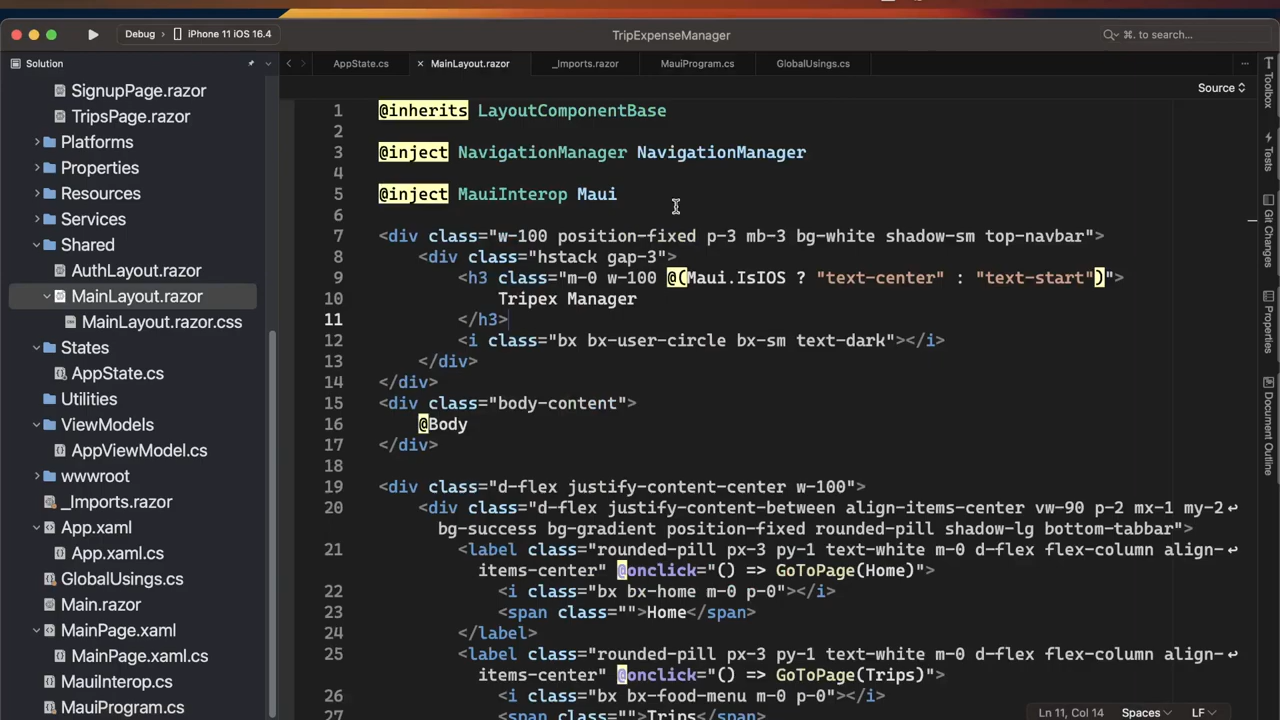 Debug
iPhone 11 iOS 16.4
TripExpenseManager
⌘. to search...
Solution
AppState.cs
MainLayout.razor
_Imports.razor
MauiProgram.cs
GlobalUsings.cs
Source
SignupPage.razor
TripsPage.razor
Platforms
Properties
Resources
Services
Shared
AuthLayout.razor
MainLayout.razor
MainLayout.razor.css
States
AppState.cs
Utilities
ViewModels
AppViewModel.cs
wwwroot
_Imports.razor
App.xaml
App.xaml.cs
GlobalUsings.cs
Main.razor
MainPage.xaml
MainPage.xaml.cs
MauiInterop.cs
MauiProgram.cs
1 @inherits LayoutComponentBase
2
3 @inject NavigationManager NavigationManager
4
5 @inject MauiInterop Maui
6
7 <div class="w-100 position-fixed p-3 mb-3 bg-white shadow-sm top-navbar">
8 <div class="hstack gap-3">
9 <h3 class="m-0 w-100 @(Maui.IsIOS ? "text-center" : "text-start")">
10 Tripex Manager
11 </h3>
12 <i class="bx bx-user-circle bx-sm text-dark"></i>
13 </div>
14 </div>
15 <div class="body-content">
16 @Body
17 </div>
18
19 <div class="d-flex justify-content-center w-100">
20 <div class="d-flex justify-content-between align-items-center vw-90 p-2 mx-1 my-2
bg-success bg-gradient position-fixed rounded-pill shadow-lg bottom-tabbar">
21 <label class="rounded-pill px-3 py-1 text-white m-0 d-flex flex-column align-
items-center" @onclick="() => GoToPage(Home)">
22 <i class="bx bx-home m-0 p-0"></i>
23 <span class="">Home</span>
24 </label>
25 <label class="rounded-pill px-3 py-1 text-white m-0 d-flex flex-column align-
items-center" @onclick="() => GoToPage(Trips)">
26 <i class="bx bx-food-menu m-0 p-0"></i>
27 <span class="">Trips</span>
Toolbox
Tests
Git Changes
Properties
Document Outline
Ln 11, Col 14
Spaces
LF